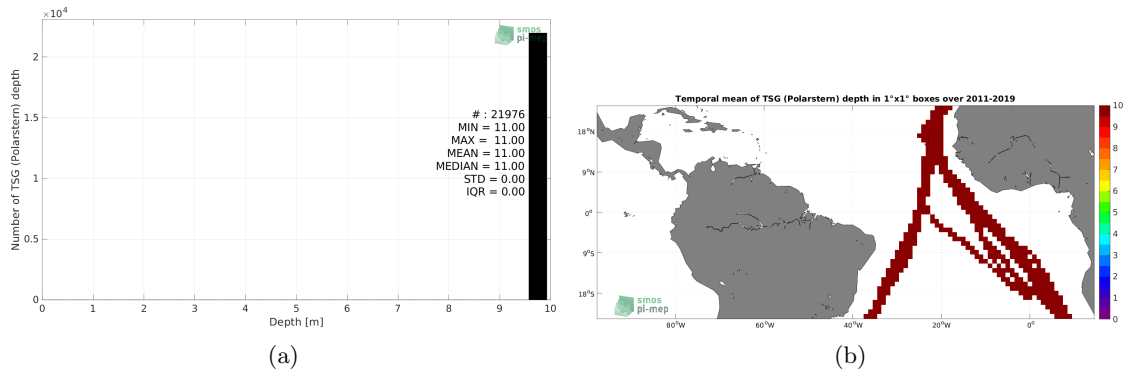 ×10⁴
smos
pi-mep
2
1.5
1
0.5
0
Number of TSG (Polarstern) depth
# : 21976
MIN = 11.00
MAX = 11.00
MEAN = 11.00
MEDIAN = 11.00
STD = 0.00
IQR = 0.00
0 1 2 3 4 5 6 7 8 9 10
Depth [m]
(a)
Temporal mean of TSG (Polarstern) depth in 1°x1° boxes over 2011-2019
18°N
9°N
0°
9°S
18°S
80°W 60°W 40°W 20°W 0°
smos
pi-mep
10
9
8
7
6
5
4
3
2
1
0
(b)